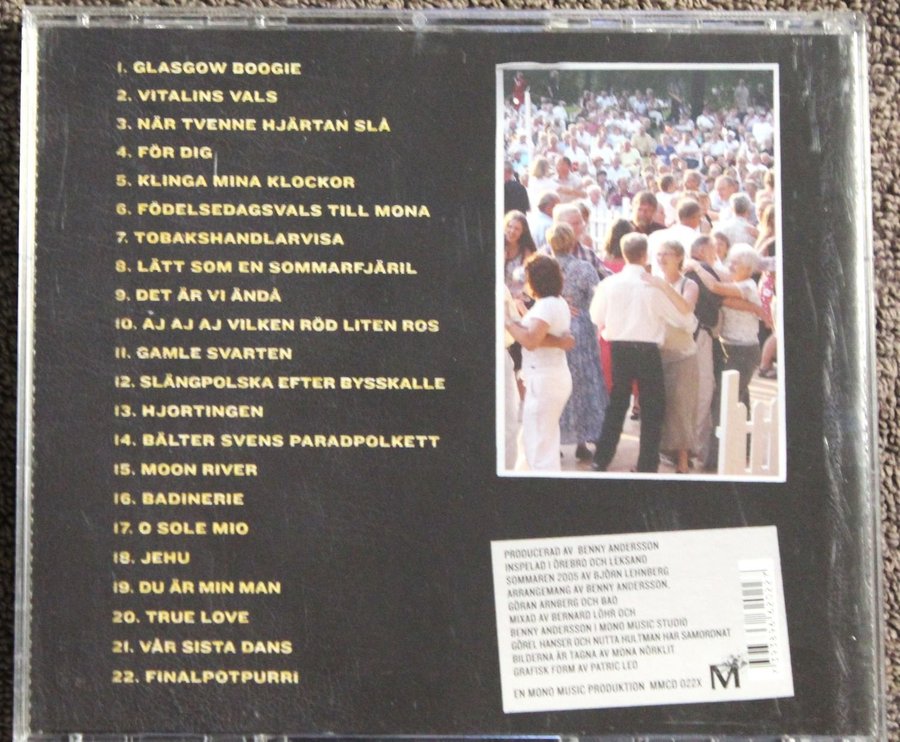 1. GLASGOW BOOGIE
2. VITALINS VALS
3. NÄR TVENNE HJÄRTAN SLÅ
4. FÖR DIG
5. KLINGA MINA KLOCKOR
6. FÖDELSEDAGSVALS TILL MONA
7. TOBAKSHANDLARVISA
8. LÄTT SOM EN SOMMARFJÄRIL
9. DET ÄR VI ÄNDÅ
10. AJ AJ AJ VILKEN RÖD LITEN ROS
11. GAMLE SVARTEN
12. SLÄNGPOLSKA EFTER BYSSKALLE
13. HJORTINGEN
14. BÄLTER SVENS PARADPOLKETT
15. MOON RIVER
16. BADINERIE
17. O SOLE MIO
18. JEHU
19. DU ÄR MIN MAN
20. TRUE LOVE
21. VÅR SISTA DANS
22. FINALPOTPURRI
PRODUCERAD AV BENNY ANDERSSON
INSPELAD I ÖREBRO OCH LEKSAND
SOMMAREN 2005 AV BJÖRN LEHNBERG
ARRANGEMANG AV BENNY ANDERSSON,
GÖRAN ARNBERG OCH BAO
MIXAD AV BERNARD LÖHR OCH
BENNY ANDERSSON I MONO MUSIC STUDIO
GÖREL HANSER OCH NUTTA HULTMAN HAR SAMORDNAT
BILDERNA ÄR TAGNA AV MONA NÖRKLIT
GRAFISK FORM AV PATRIC LEO
EN MONO MUSIC PRODUKTION MMCD 022X
M